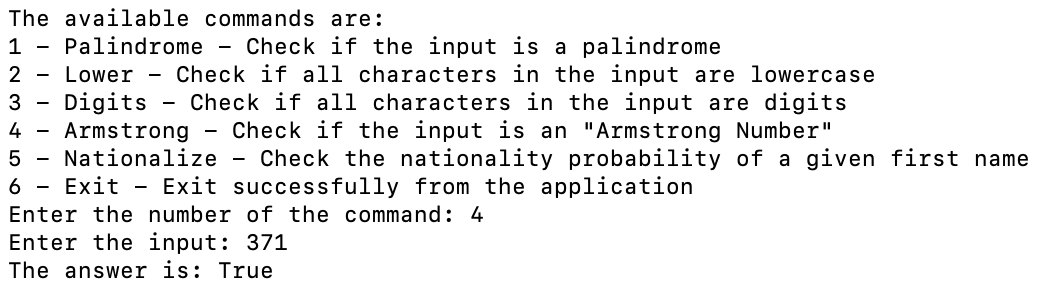 The available commands are:
1 – Palindrome – Check if the input is a palindrome
2 – Lower – Check if all characters in the input are lowercase
3 – Digits – Check if all characters in the input are digits
4 – Armstrong – Check if the input is an "Armstrong Number"
5 – Nationalize – Check the nationality probability of a given first name
6 – Exit – Exit successfully from the application
Enter the number of the command: 4
Enter the input: 371
The answer is: True